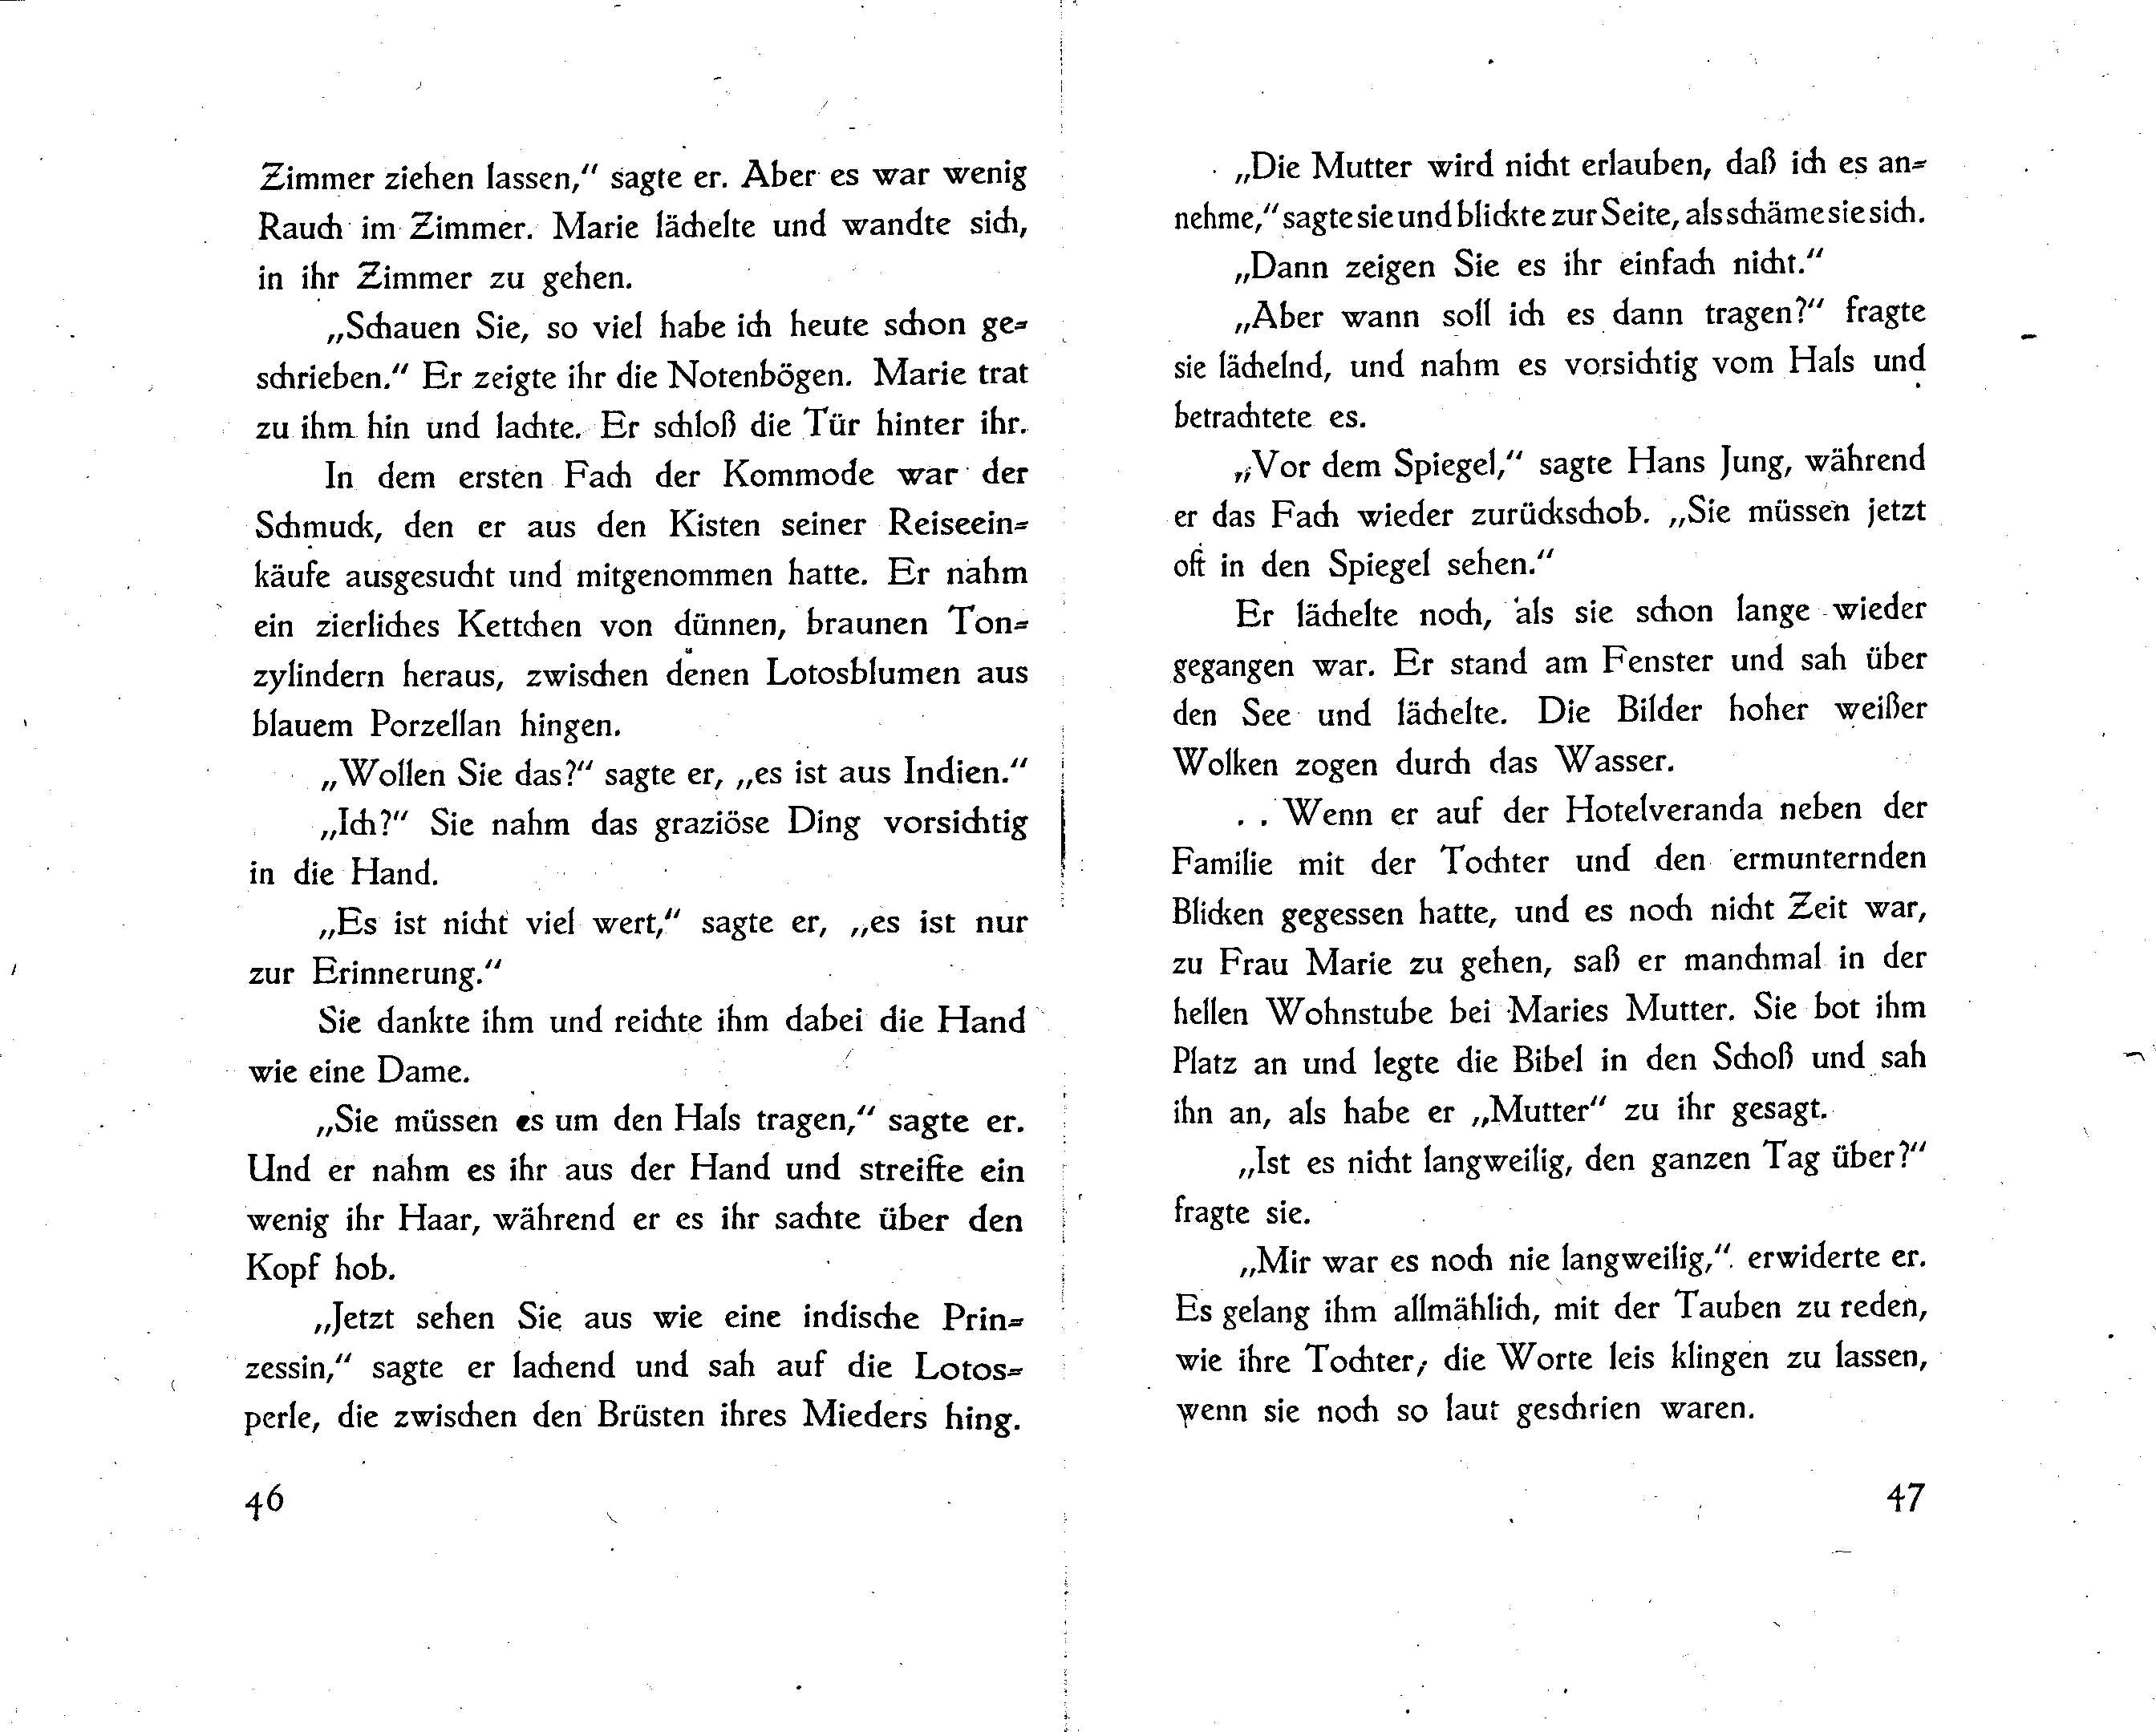 Zimmer ziehen lassen,“ sagte er. Aber es war wenig
Rauch im Zimmer. Marie lächelte und wandte sich,
in ihr Zimmer zu gehen.
„Schauen Sie, so viel habe ich heute schon ge-
schrieben.“ Er zeigte ihr die Notenbögen. Marie trat
zu ihm hin und lachte. Er schloß die Tür hinter ihr.
In dem ersten Fach der Kommode war der
Schmuck, den er aus den Kisten seiner Reiseein-
käufe ausgesucht und mitgenommen hatte. Er nahm
ein zierliches Kettchen von dünnen, braunen Ton-
zylindern heraus, zwischen denen Lotosblumen aus
blauem Porzellan hingen.
„Wollen Sie das?“ sagte er, „es ist aus Indien.“
„Ich?“ Sie nahm das graziöse Ding vorsichtig
in die Hand.
„Es ist nicht viel wert,“ sagte er, „es ist nur
zur Erinnerung.“
Sie dankte ihm und reichte ihm dabei die Hand
wie eine Dame.
„Sie müssen es um den Hals tragen,“ sagte er.
Und er nahm es ihr aus der Hand und streifte ein
wenig ihr Haar, während er es ihr sachte über den
Kopf hob.
„Jetzt sehen Sie aus wie eine indische Prin-
zessin,“ sagte er lachend und sah auf die Lotos-
perle, die zwischen den Brüsten ihres Mieders hing.
46
„Die Mutter wird nicht erlauben, daß ich es an-
nehme,“ sagte sie und blickte zur Seite, als schäme sie sich.
„Dann zeigen Sie es ihr einfach nicht.“
„Aber wann soll ich es dann tragen?“ fragte
sie lächelnd, und nahm es vorsichtig vom Hals und
betrachtete es.
„Vor dem Spiegel,“ sagte Hans Jung, während
er das Fach wieder zurückschob. „Sie müssen jetzt
oft in den Spiegel sehen.“
Er lächelte noch, als sie schon lange wieder
gegangen war. Er stand am Fenster und sah über
den See und lächelte. Die Bilder hoher weißer
Wolken zogen durch das Wasser.
. . Wenn er auf der Hotelveranda neben der
Familie mit der Tochter und den ermunternden
Blicken gegessen hatte, und es noch nicht Zeit war,
zu Frau Marie zu gehen, saß er manchmal in der
hellen Wohnstube bei Maries Mutter. Sie bot ihm
Platz an und legte die Bibel in den Schoß und sah
ihn an, als habe er „Mutter“ zu ihr gesagt.
„Ist es nicht langweilig, den ganzen Tag über?“
fragte sie.
„Mir war es noch nie langweilig,“ erwiderte er.
Es gelang ihm allmählich, mit der Tauben zu reden,
wie ihre Tochter, die Worte leis klingen zu lassen,
wenn sie noch so laut geschrien waren.
47